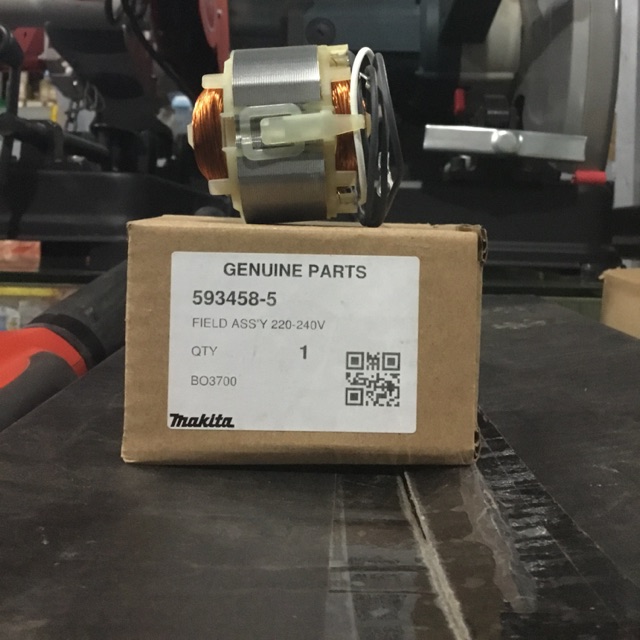 GENUINE PARTS
593458-5
FIELD ASS'Y 220-240V
QTY 1
BO3700
makita